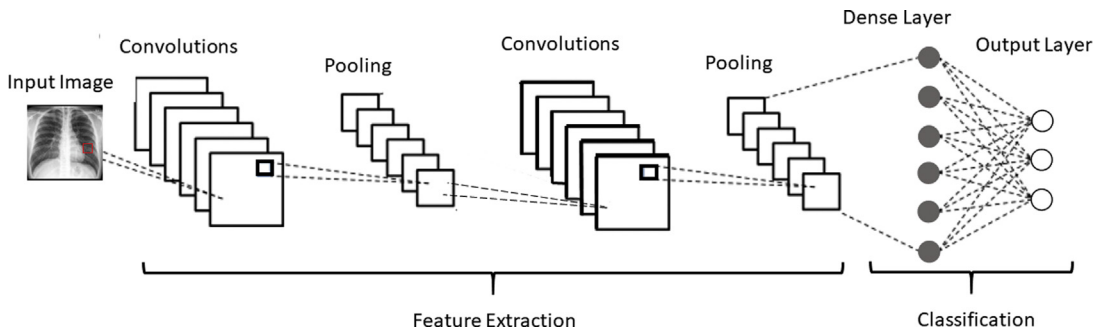 Input Image
Convolutions
Pooling
Convolutions
Pooling
Dense Layer
Output Layer
Feature Extraction
Classification